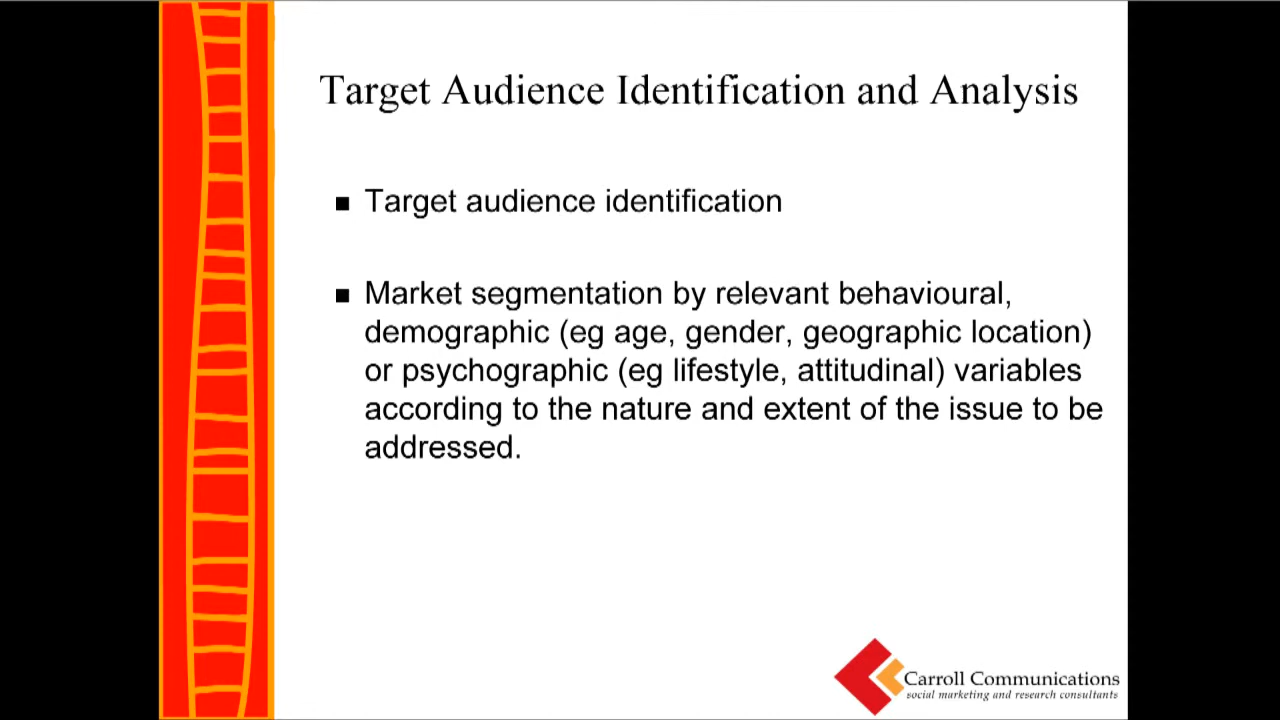 Target Audience Identification and Analysis
Target audience identification
Market segmentation by relevant behavioural,
demographic (eg age, gender, geographic location)
or psychographic (eg lifestyle, attitudinal) variables
according to the nature and extent of the issue to be
addressed.
Carroll Communications
social marketing and research consultants